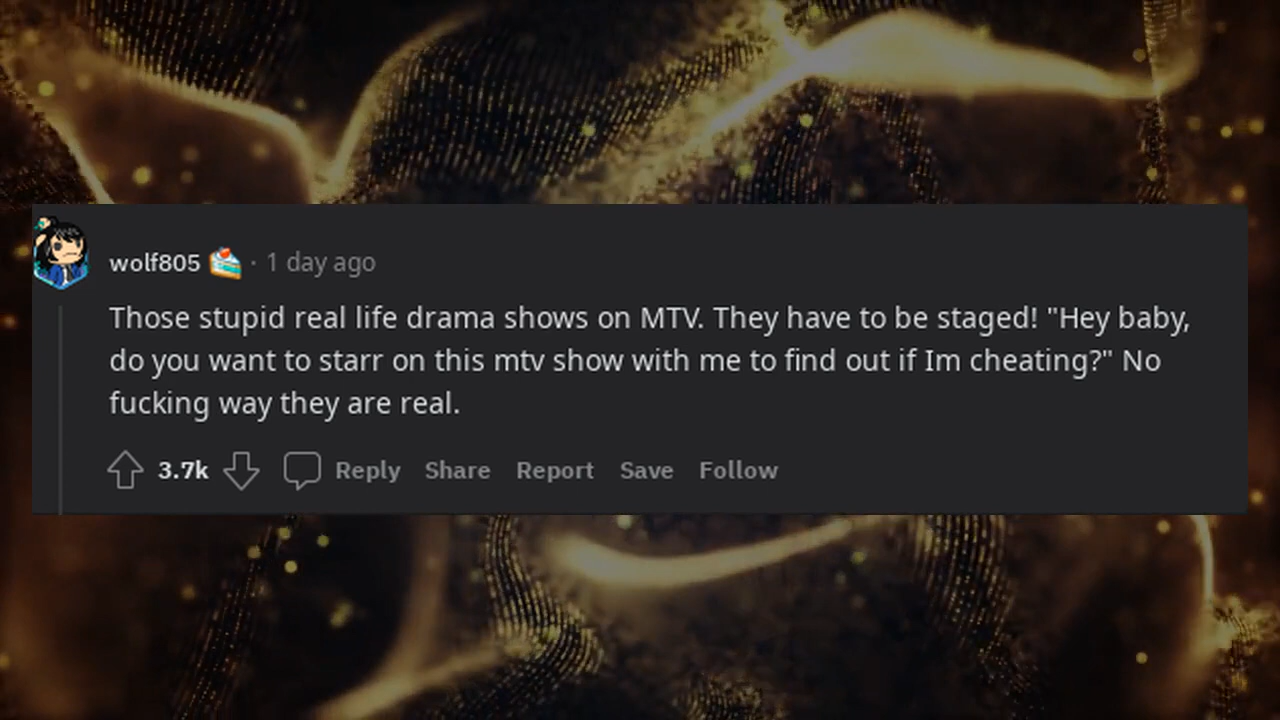 wolf805 🍰 · 1 day ago
Those stupid real life drama shows on MTV. They have to be staged! "Hey baby,
do you want to starr on this mtv show with me to find out if Im cheating?" No
fucking way they are real.
3.7k Reply Share Report Save Follow